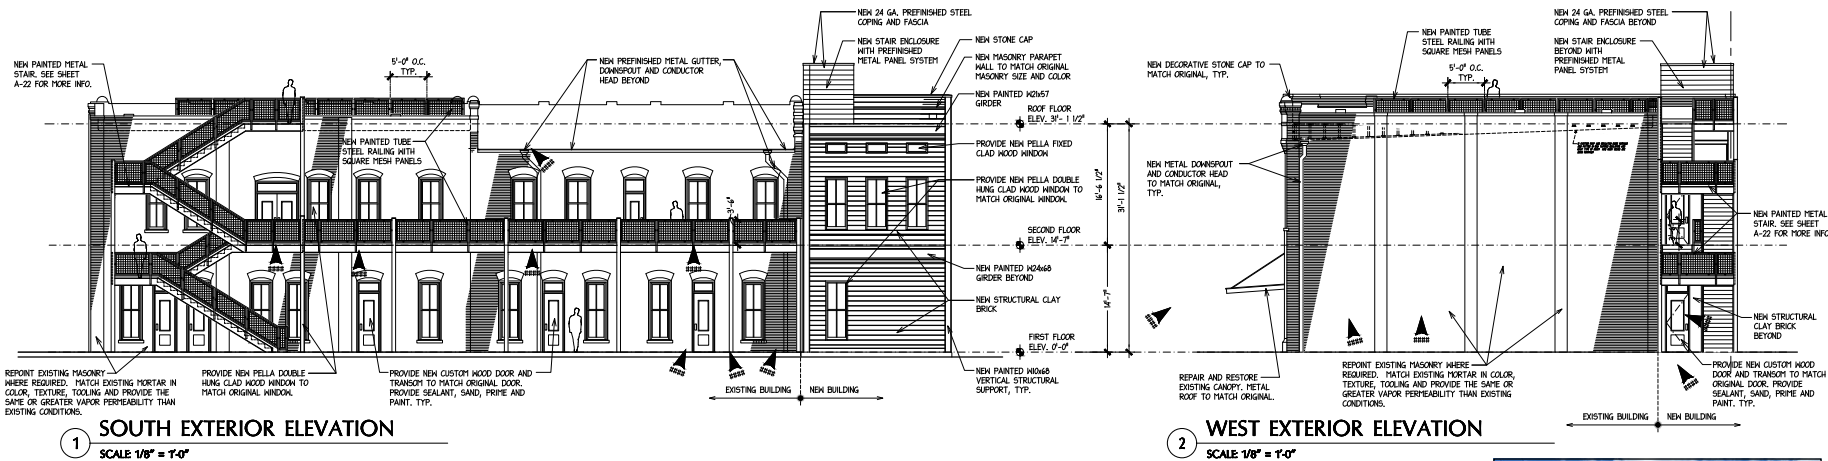 NEW PAINTED METAL
STAIR. SEE SHEET
A-22 FOR MORE INFO.
5'-0" O.C.
TYP.
NEW PREFINISHED METAL GUTTER,
DOWNSPOUT AND CONDUCTOR
HEAD BEYOND
NEW 24 GA. PREFINISHED STEEL
COPING AND FASCIA
NEW STAIR ENCLOSURE
WITH PREFINISHED
METAL PANEL SYSTEM
NEW STONE CAP
NEW MASONRY PARAPET
WALL TO MATCH ORIGINAL
MASONRY SIZE AND COLOR
NEW PAINTED W21x57
GIRDER
ROOF FLOOR
ELEV. 31'- 1 1/2"
NEW PAINTED TUBE
STEEL RAILING WITH
SQUARE MESH PANELS
PROVIDE NEW PELLA FIXED
CLAD WOOD WINDOW
PROVIDE NEW PELLA DOUBLE
HUNG CLAD WOOD WINDOW TO
MATCH ORIGINAL WINDOW.
16'-6 1/2"
31'-1 1/2"
3'-6"
SECOND FLOOR
ELEV. 14'-7"
NEW PAINTED W24x68
GIRDER BEYOND
NEW STRUCTURAL CLAY
BRICK
14'-7"
FIRST FLOOR
ELEV. 0'-0"
NEW PAINTED W10x68
VERTICAL STRUCTURAL
SUPPORT, TYP.
REPOINT EXISTING MASONRY
WHERE REQUIRED. MATCH EXISTING MORTAR IN
COLOR, TEXTURE, TOOLING AND PROVIDE THE
SAME OR GREATER VAPOR PERMEABILITY THAN
EXISTING CONDITIONS.
PROVIDE NEW PELLA DOUBLE
HUNG CLAD WOOD WINDOW TO
MATCH ORIGINAL WINDOW.
PROVIDE NEW CUSTOM WOOD DOOR AND
TRANSOM TO MATCH ORIGINAL DOOR.
PROVIDE SEALANT, SAND, PRIME AND
PAINT. TYP.
EXISTING BUILDING
NEW BUILDING
1
SOUTH EXTERIOR ELEVATION
SCALE: 1/8" = 1'-0"
NEW DECORATIVE STONE CAP TO
MATCH ORIGINAL, TYP.
NEW PAINTED TUBE
STEEL RAILING WITH
SQUARE MESH PANELS
5'-0" O.C.
TYP.
NEW 24 GA. PREFINISHED STEEL
COPING AND FASCIA BEYOND
NEW STAIR ENCLOSURE
BEYOND WITH
PREFINISHED METAL
PANEL SYSTEM
NEW METAL DOWNSPOUT
AND CONDUCTOR HEAD
TO MATCH ORIGINAL,
TYP.
NEW PAINTED METAL
STAIR. SEE SHEET
A-22 FOR MORE INFO
NEW STRUCTURAL
CLAY BRICK
BEYOND
REPAIR AND RESTORE
EXISTING CANOPY. METAL
ROOF TO MATCH ORIGINAL.
REPOINT EXISTING MASONRY WHERE
REQUIRED. MATCH EXISTING MORTAR IN COLOR,
TEXTURE, TOOLING AND PROVIDE THE SAME OR
GREATER VAPOR PERMEABILITY THAN EXISTING
CONDITIONS.
PROVIDE NEW CUSTOM WOOD
DOOR AND TRANSOM TO MATCH
ORIGINAL DOOR. PROVIDE
SEALANT, SAND, PRIME AND
PAINT. TYP.
EXISTING BUILDING
NEW BUILDING
2
WEST EXTERIOR ELEVATION
SCALE: 1/8" = 1'-0"